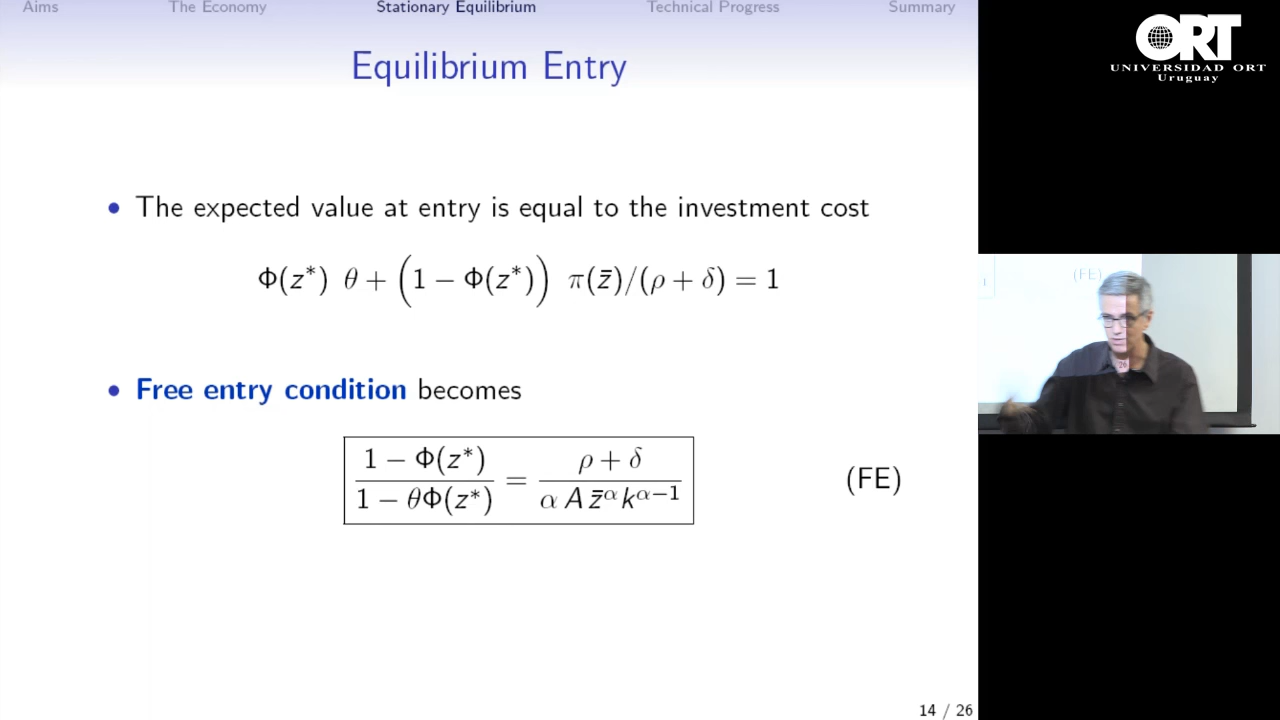 Aims The Economy Stationary Equilibrium Technical Progress Summary
Equilibrium Entry
• The expected value at entry is equal to the investment cost
Φ(z*) θ + (1 − Φ(z*)) π(z̄)/(ρ + δ) = 1
• Free entry condition becomes
1 − Φ(z*) / 1 − θΦ(z*) = ρ + δ / α A z̄^α k^(α−1) (FE)
14 / 26
ORT
UNIVERSIDAD ORT
Uruguay
(FE)
26